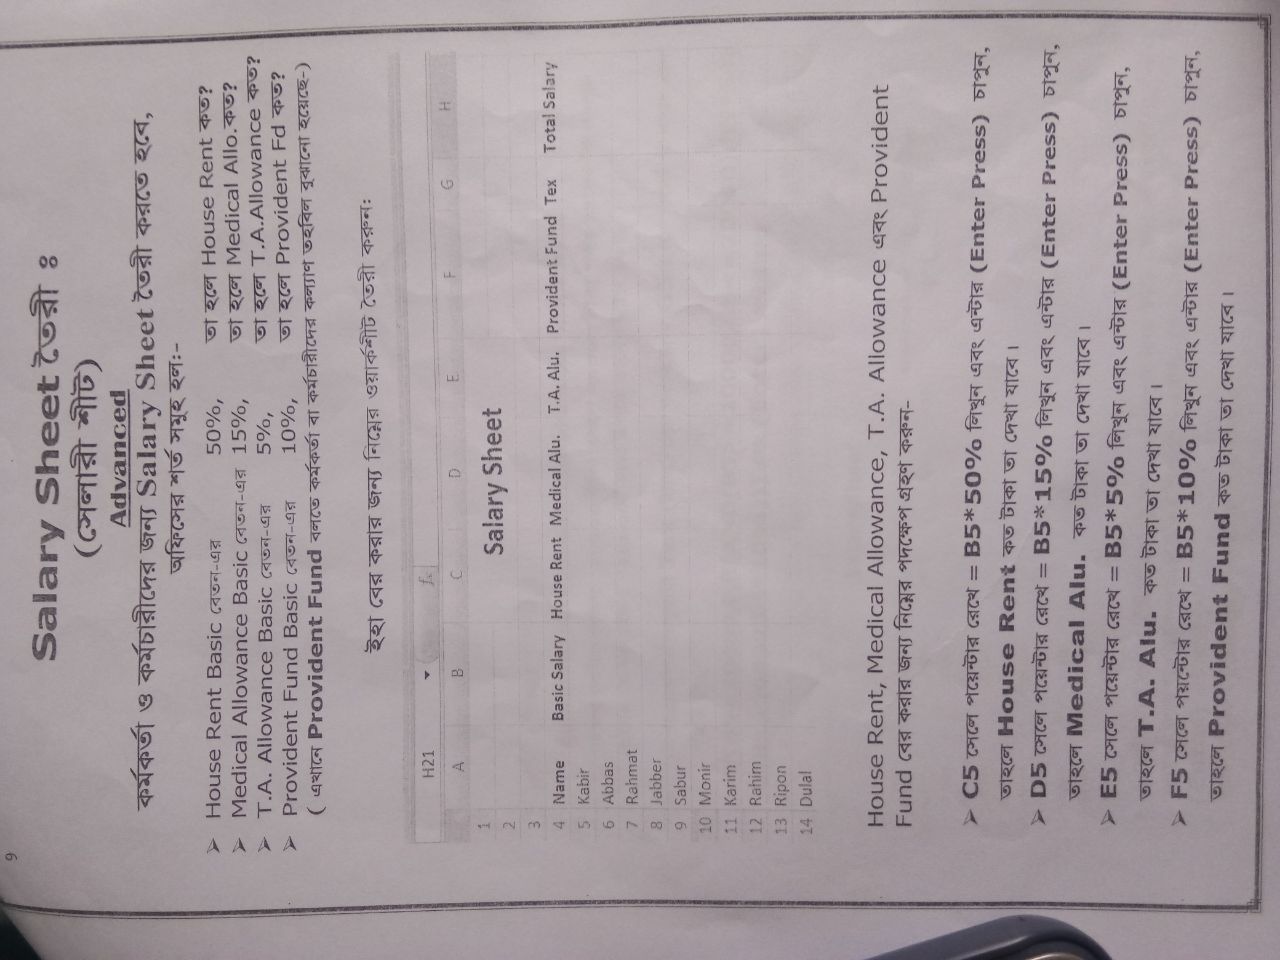 9
Salary Sheet তৈরী ঃ
(সেলারী শীট)
Advanced
কর্মকর্তা ও কর্মচারীদের জন্য Salary Sheet তৈরী করতে হবে,
অফিসের শর্ত সমুহ হলঃ-
➢ House Rent Basic বেতন-এর 50%, তা হলে House Rent কত?
➢ Medical Allowance Basic বেতন-এর 15%, তা হলে Medical Allo.কত?
➢ T.A. Allowance Basic বেতন-এর 5%, তা হলে T.A.Allowance কত?
➢ Provident Fund Basic বেতন-এর 10%, তা হলে Provident Fd কত?
( এখানে Provident Fund বলতে কর্মকর্তা বা কর্মচারীদের কল্যাণ তহবিল বুঝানো হয়েছে-)
ইহা বের করার জন্য নিম্নের ওয়ার্কশীট তৈরী করুনঃ
H21 fx
A B C D E F G H
1
Salary Sheet
2
3
4 Name Basic Salary House Rent Medical Alu. T.A. Alu. Provident Fund Tex Total Salary
5 Kabir
6 Abbas
7 Rahmat
8 Jabber
9 Sabur
10 Monir
11 Karim
12 Rahim
13 Ripon
14 Dulal
House Rent, Medical Allowance, T.A. Allowance এবং Provident
Fund বের করার জন্য নিম্নের পদক্ষেপ গ্রহণ করুন-
➢ C5 সেলে পয়েন্টার রেখে = B5*50% লিখুন এবং এন্টার (Enter Press) চাপুন,
তাহলে House Rent কত টাকা তা দেখা যাবে।
➢ D5 সেলে পয়েন্টার রেখে = B5*15% লিখুন এবং এন্টার (Enter Press) চাপুন,
তাহলে Medical Alu. কত টাকা তা দেখা যাবে।
➢ E5 সেলে পয়েন্টার রেখে = B5*5% লিখুন এবং এন্টার (Enter Press) চাপুন,
তাহলে T.A. Alu. কত টাকা তা দেখা যাবে।
➢ F5 সেলে পয়ন্টোর রেখে = B5*10% লিখুন এবং এন্টার (Enter Press) চাপুন,
তাহলে Provident Fund কত টাকা তা দেখা যাবে।